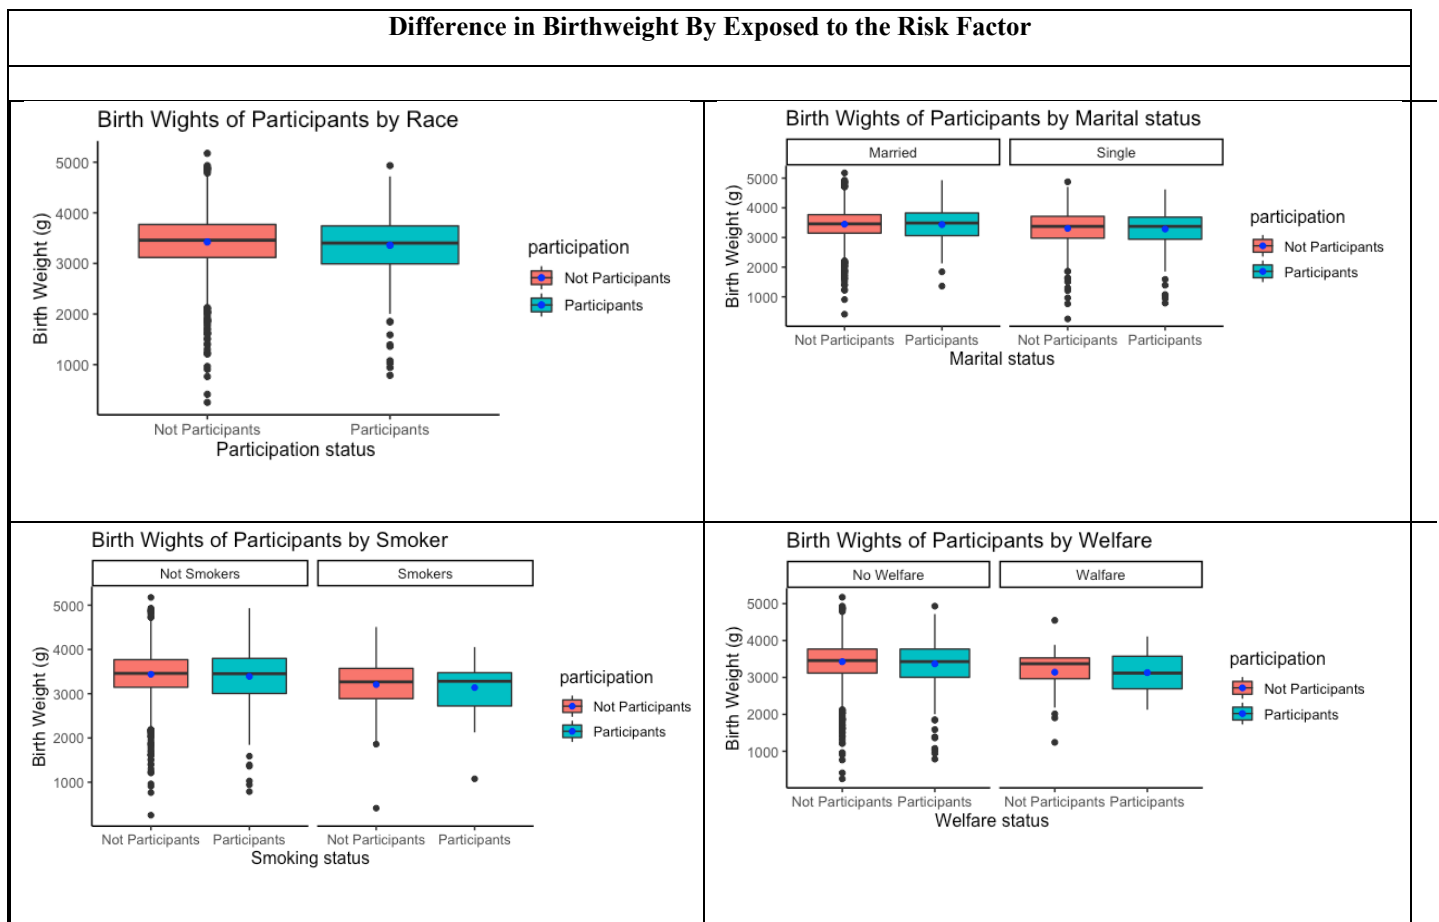 Difference in Birthweight By Exposed to the Risk Factor
Birth Wights of Participants by Race
Birth Weight (g)
5000
4000
3000
2000
1000
Not Participants
Participants
Participation status
participation
Not Participants
Participants
Birth Wights of Participants by Marital status
Married
Single
Birth Weight (g)
5000
4000
3000
2000
1000
Not Participants Participants
Not Participants Participants
Marital status
participation
Not Participants
Participants
Birth Wights of Participants by Smoker
Not Smokers
Smokers
Birth Weight (g)
5000
4000
3000
2000
1000
Not Participants Participants
Not Participants Participants
Smoking status
participation
Not Participants
Participants
Birth Wights of Participants by Welfare
No Welfare
Walfare
Birth Weight (g)
5000
4000
3000
2000
1000
Not Participants Participants
Not Participants Participants
Welfare status
participation
Not Participants
Participants